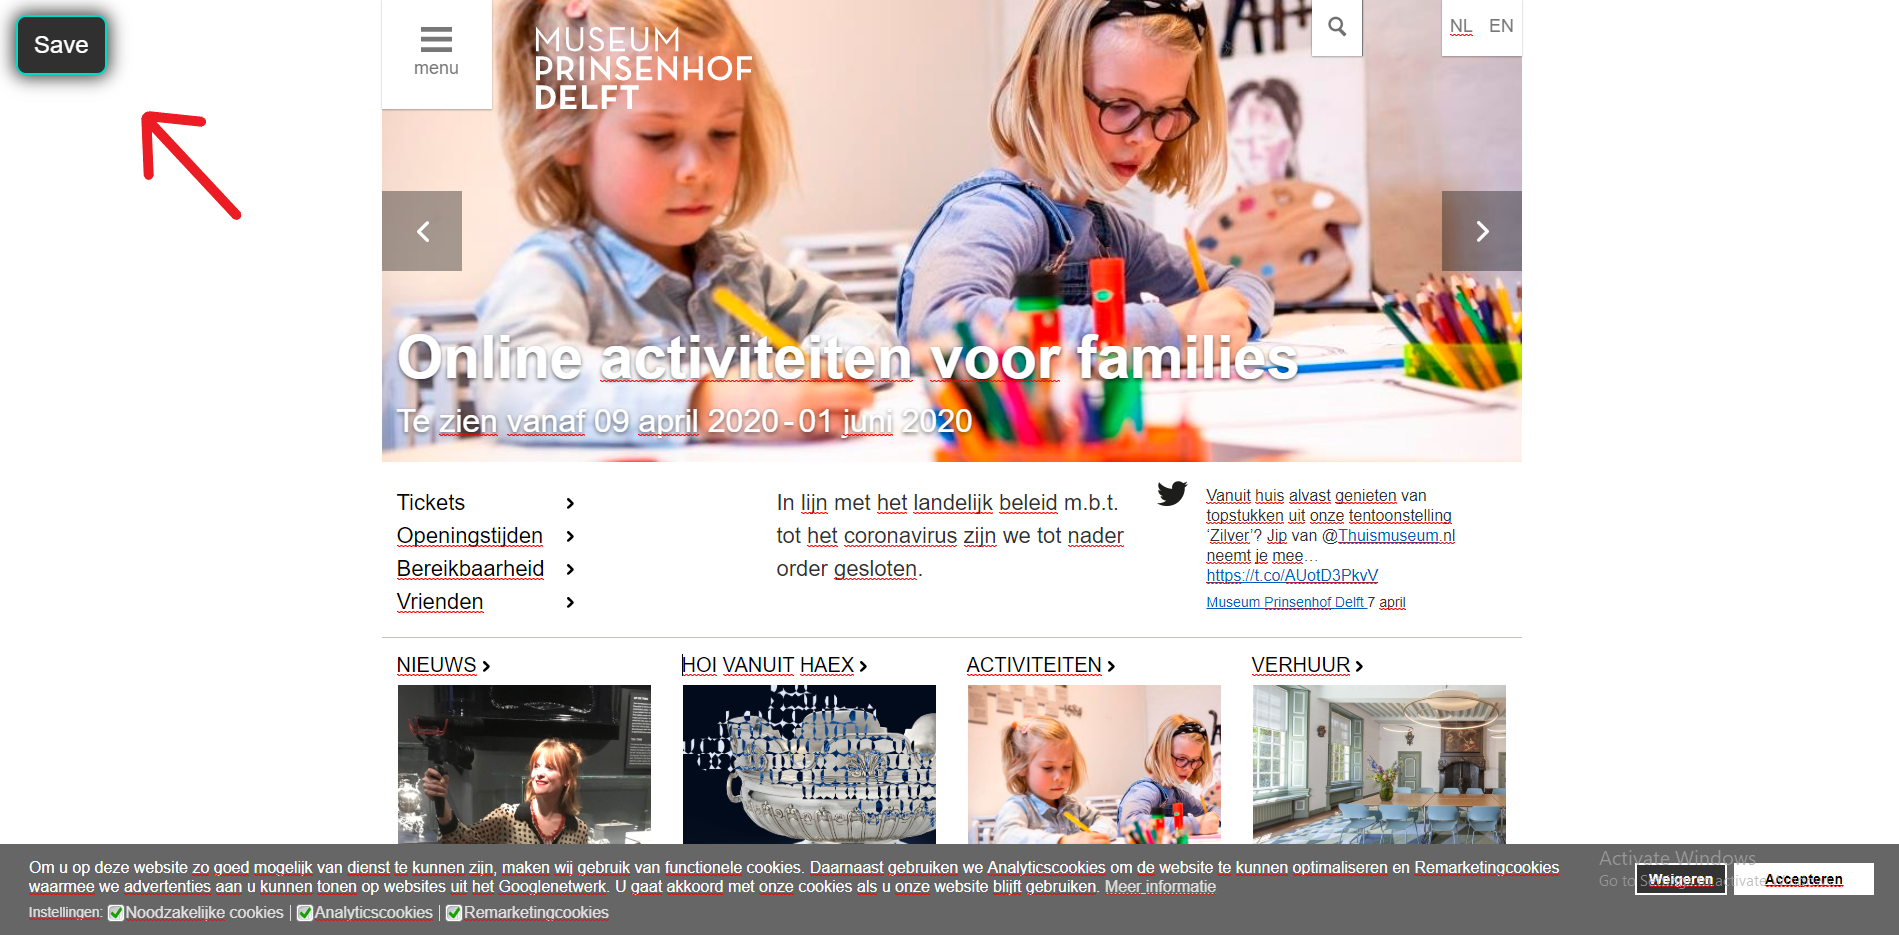 Save
menu
MUSEUM
PRINSENHOF
DELFT
NL EN
Online activiteiten voor families
Te zien vanaf 09 april 2020 - 01 juni 2020
Tickets
Openingstijden
Bereikbaarheid
Vrienden
In lijn met het landelijk beleid m.b.t.
tot het coronavirus zijn we tot nader
order gesloten.
Vanuit huis alvast genieten van
topstukken uit onze tentoonstelling
‘Zilver’? Jip van @Thuismuseum.nl
neemt je mee…
https://t.co/AUotD3PkvV
Museum Prinsenhof Delft 7 april
NIEUWS
HOI VANUIT HAEX
ACTIVITEITEN
VERHUUR
Om u op deze website zo goed mogelijk van dienst te kunnen zijn, maken wij gebruik van functionele cookies. Daarnaast gebruiken we Analyticscookies om de website te kunnen optimaliseren en Remarketingcookies
waarmee we advertenties aan u kunnen tonen op websites uit het Googlenetwerk. U gaat akkoord met onze cookies als u onze website blijft gebruiken. Meer informatie
Instellingen: Noodzakelijke cookies | Analyticscookies | Remarketingcookies
Activate Windows
Go to
Weigeren
Accepteren